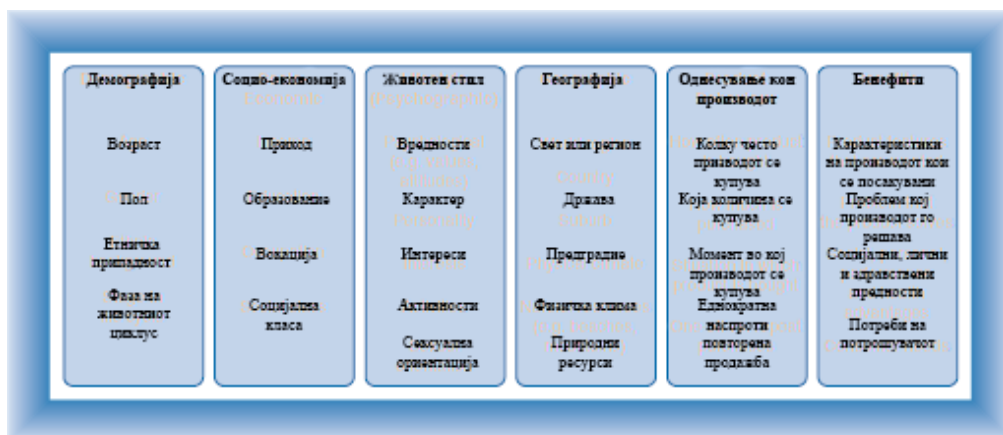 Демографија
Возраст
Пол
Етничка
припадност
Фаза на
животниот
циклус
Социо-економија
Приход
Образование
Вокација
Социјална
класа
Животен стил
Вредности
Карактер
Интереси
Активности
Сексуална
ориентација
Географија
Свет или регион
Држава
Предградие
Физичка клима
Природни
ресурси
Однесување кон
производот
Колку често
призводот се
купува
Која количина се
купува
Момент во кој
производот се
купува
Еднократна
наспроти
повторена
продажба
Бенефити
Карактеристики
на производот кои
се посакувани
Проблем кој
производот го
решава
Социјални, лични
и здравствени
предности
Потреби на
потрошувачот